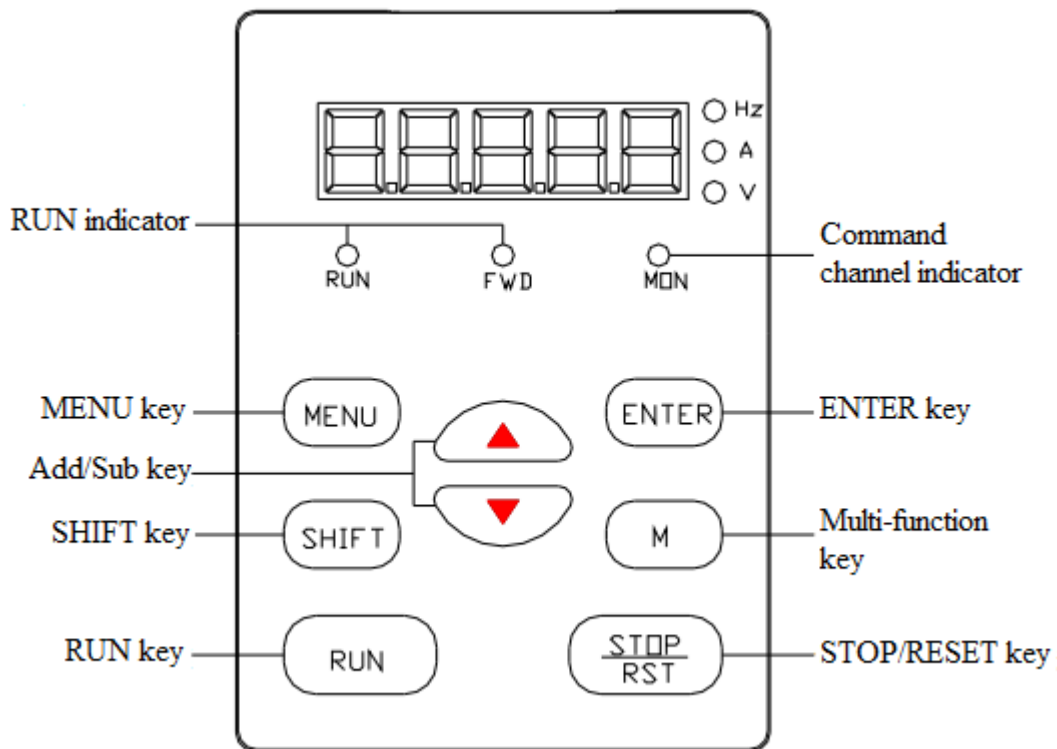 Hz
A
V
RUN indicator
RUN
FWD
MON
Command
channel indicator
MENU key
MENU
ENTER
ENTER key
Add/Sub key
SHIFT key
SHIFT
M
Multi-function
key
RUN key
RUN
STOP
RST
STOP/RESET key